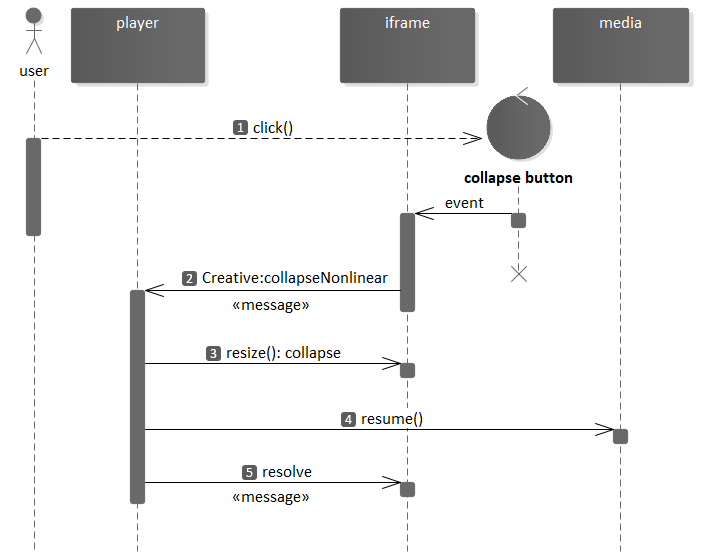 player
iframe
media
user
1 click()
collapse button
event
2 Creative:collapseNonlinear
«message»
3 resize(): collapse
4 resume()
5 resolve
«message»